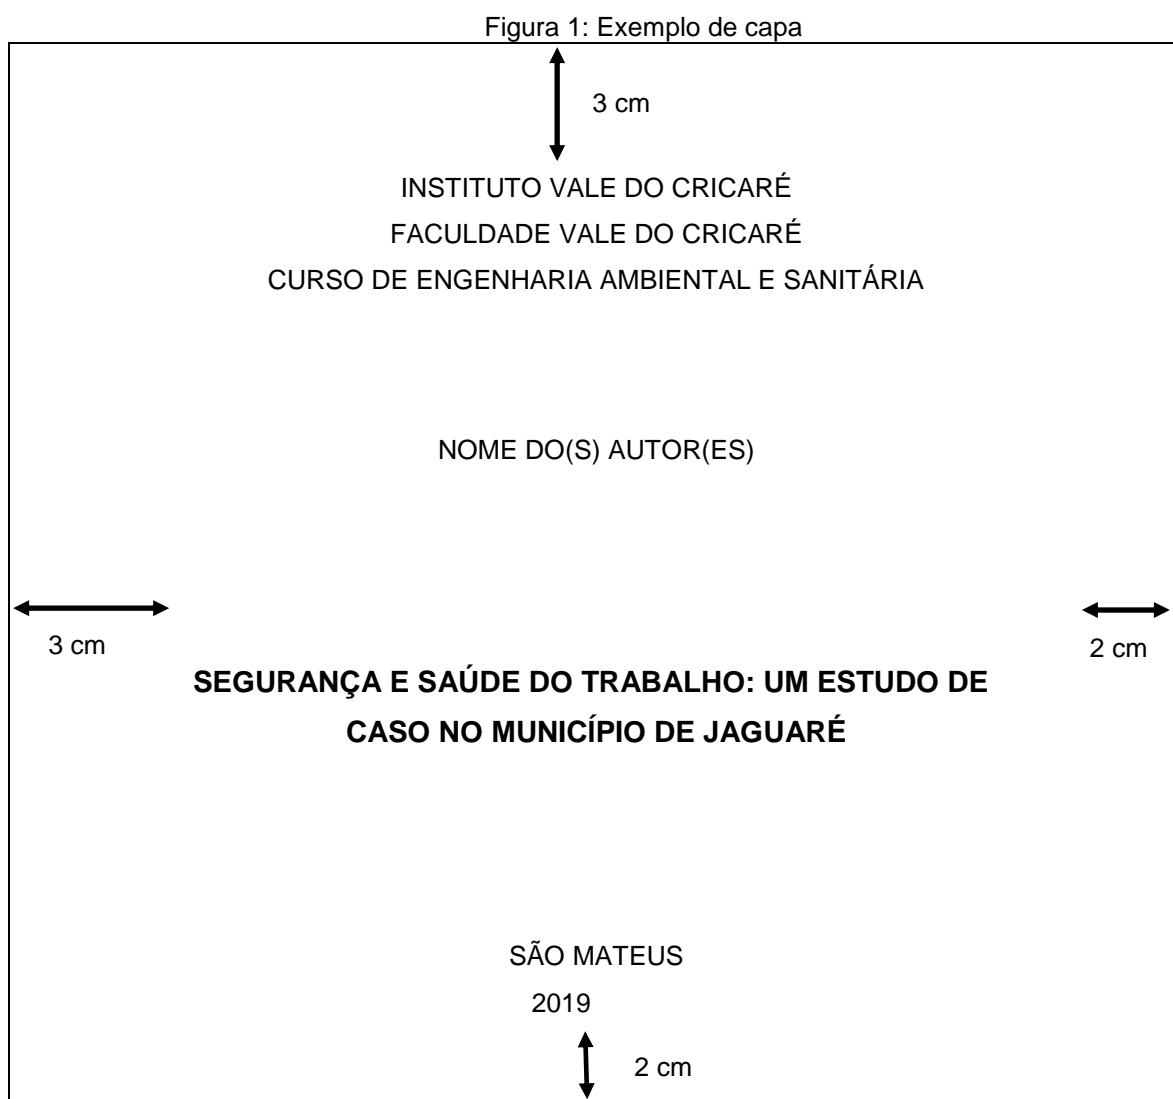 Figura 1: Exemplo de capa
3 cm
INSTITUTO VALE DO CRICARÉ
FACULDADE VALE DO CRICARÉ
CURSO DE ENGENHARIA AMBIENTAL E SANITÁRIA
NOME DO(S) AUTOR(ES)
3 cm
2 cm
SEGURANÇA E SAÚDE DO TRABALHO: UM ESTUDO DE
CASO NO MUNICÍPIO DE JAGUARÉ
SÃO MATEUS
2019
2 cm